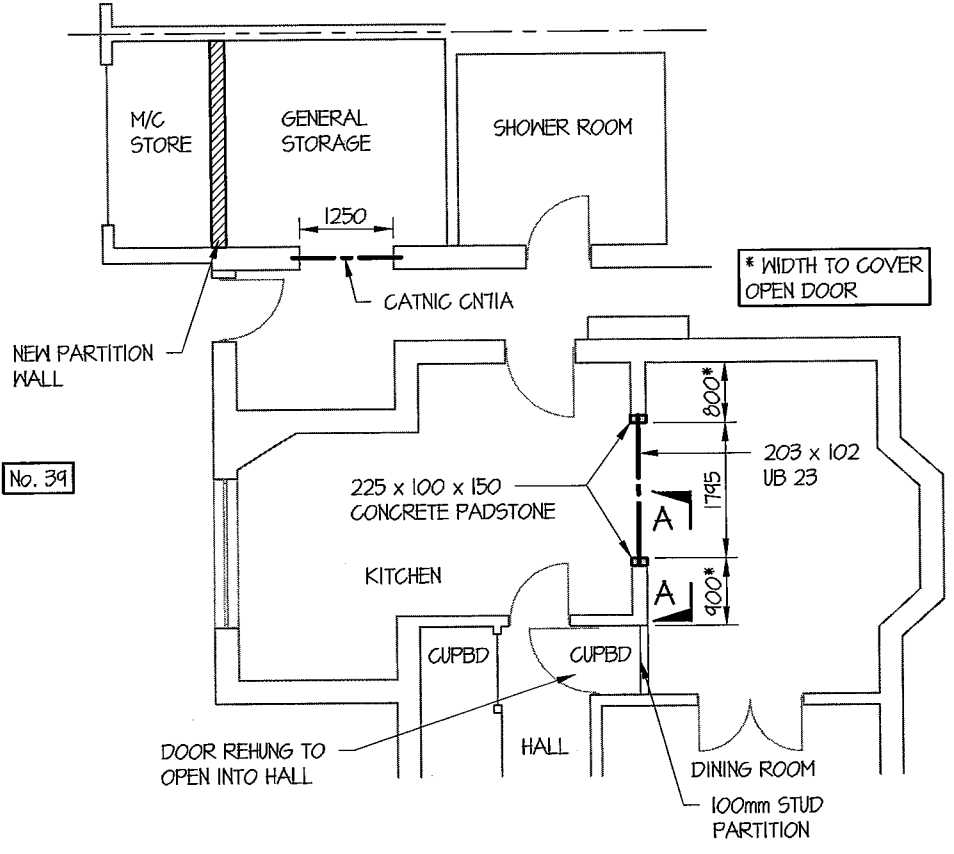 M/C
STORE
GENERAL
STORAGE
SHOWER ROOM
1250
CATNIC CN71A
* WIDTH TO COVER
OPEN DOOR
NEW PARTITION
WALL
800*
No. 39
225 x 100 x 150
CONCRETE PADSTONE
203 x 102
UB 23
1795
A
KITCHEN
A
900*
CUPBD
CUPBD
DOOR REHUNG TO
OPEN INTO HALL
HALL
DINING ROOM
100mm STUD
PARTITION